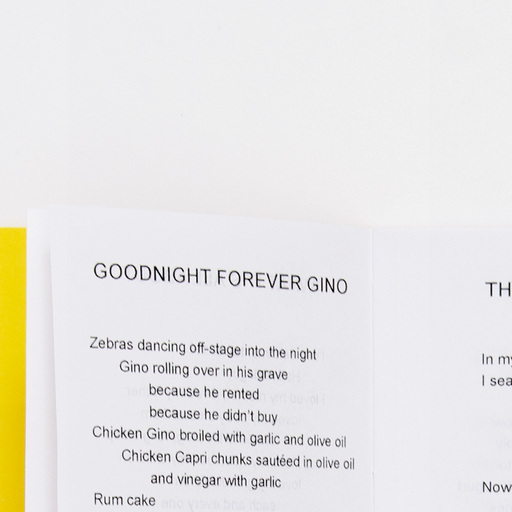 GOODNIGHT FOREVER GINO
Zebras dancing off-stage into the night
Gino rolling over in his grave
because he rented
because he didn't buy
Chicken Gino broiled with garlic and olive oil
Chicken Capri chunks sautéed in olive oil
and vinegar with garlic
Rum cake
TH
In my
I sea
Now